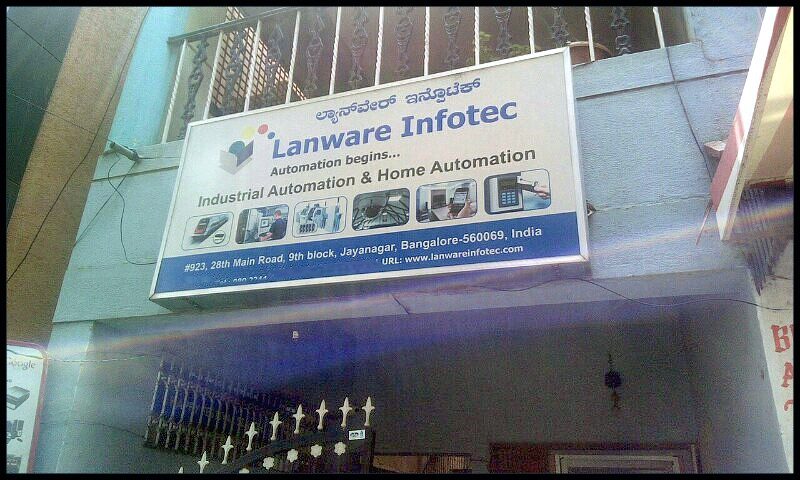 ಲ್ಯಾನ್‌ವೇರ್ ಇನ್ಫೊಟೆಕ್
Lanware Infotec
Automation begins...
Industrial Automation & Home Automation
#923, 28th Main Road, 9th block, Jayanagar, Bangalore-560069, India
URL: www.lanwareinfotec.com
Google